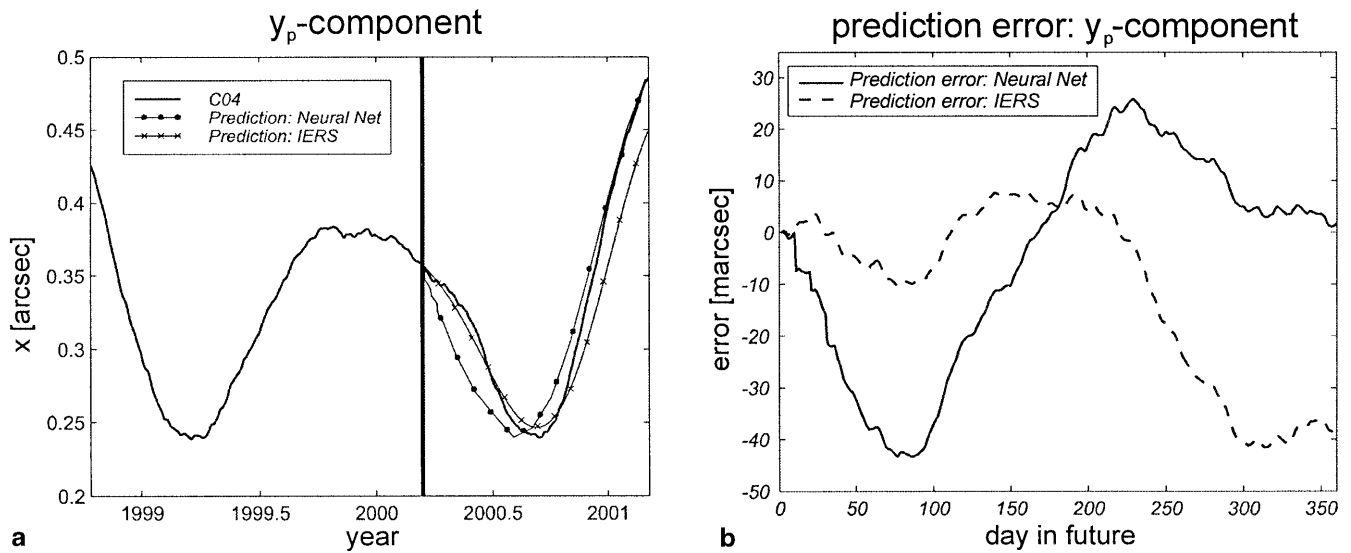 yp-component
0.5
0.45
0.4
0.35
0.3
0.25
0.2
x [arcsec]
C04
Prediction: Neural Net
Prediction: IERS
1999
1999.5
2000
2000.5
2001
year
a
prediction error: yp-component
30
20
10
0
-10
-20
-30
-40
-50
error [marcsec]
Prediction error: Neural Net
Prediction error: IERS
0
50
100
150
200
250
300
350
day in future
b